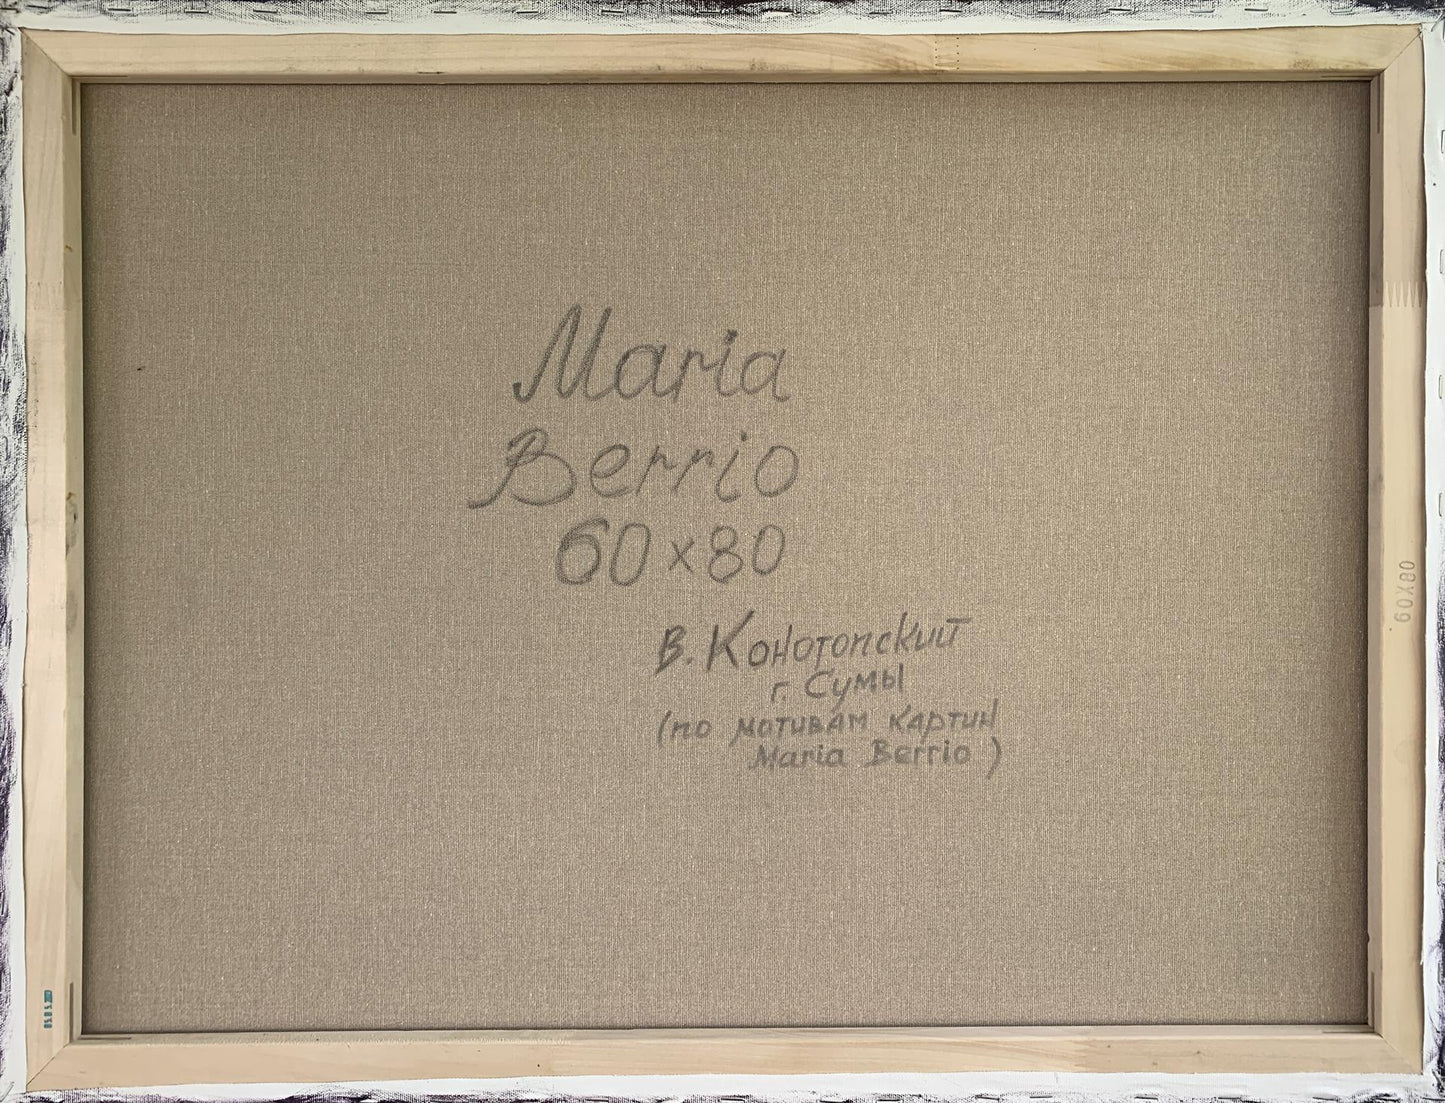 Maria
Berrio
60x80
В. Конотопский
г. Сумы
(по мотивам картин
Maria Berrio)
60X80